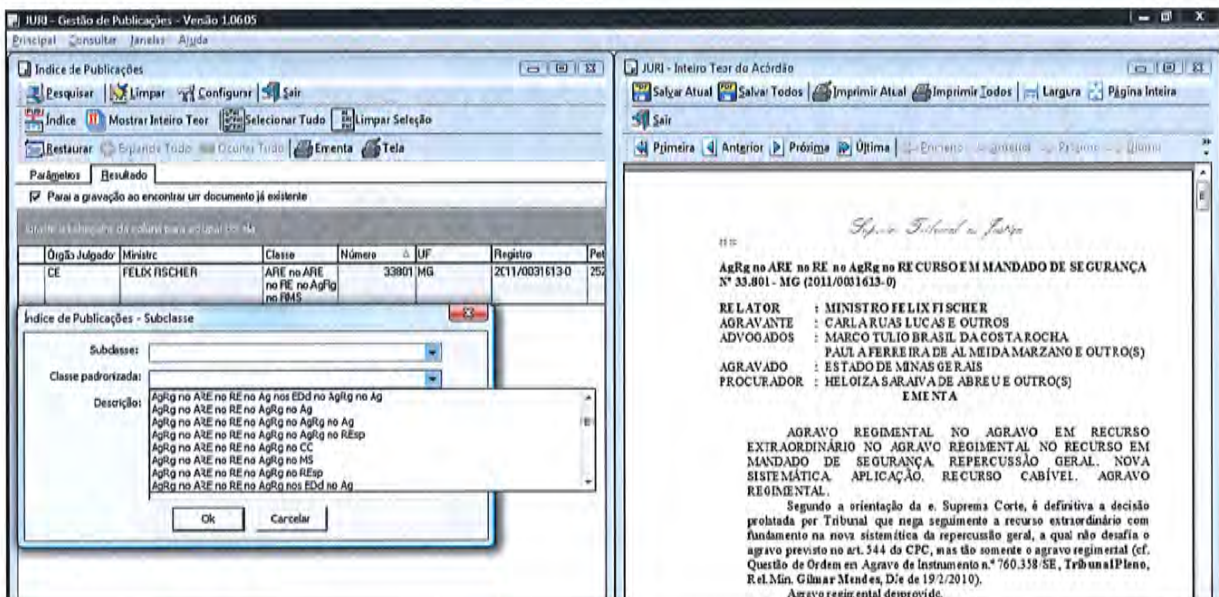 JURI - Gestão de Publicações - Versão 1.0605
Principal Consultar Janelas Ajuda
Índice de Publicações
Pesquisar Limpar Configurar Sair
Índice Mostrar Inteiro Teor Selecionar Tudo Limpar Seleção
Restaurar Expande Tudo Ocultar Tudo Ementa Tela
Parâmetros Resultado
Parar a gravação ao encontrar um documento já existente
Órgão Julgador Ministro Classe Número UF Registro Pet
CE FELIX FISCHER ARE no ARE 33801 MG 2011/0031613-0 252
no RE no AgRg
no RMS
Índice de Publicações - Subclasse
Subclasse:
Classe padronizada:
Descrição:
AgRg no ARE no RE no Ag nos EDcl no AgRg no Ag
AgRg no ARE no RE no AgRg no Ag
AgRg no ARE no RE no AgRg no AgRg no Ag
AgRg no ARE no RE no AgRg no AgRg no REsp
AgRg no ARE no RE no AgRg no CC
AgRg no ARE no RE no AgRg no MS
AgRg no ARE no RE no AgRg no REsp
AgRg no ARE no RE no AgRg nos EDcl no Ag
Ok Cancelar
JURI - Inteiro Teor do Acórdão
Salvar Atual Salvar Todos Imprimir Atual Imprimir Todos Largura Página Inteira
Sair
Primeira Anterior Próxima Última
Superior Tribunal de Justiça
AgRg no ARE no RE no AgRg no RECURSO EM MANDADO DE SEGURANÇA
Nº 33.801 - MG (2011/0031613-0)
RELATOR : MINISTRO FELIX FISCHER
AGRAVANTE : CARLA RUAS LUCAS E OUTROS
ADVOGADOS : MARCO TULIO BRASIL DA COSTA ROCHA
PAULA FERREIRA DE ALMEIDA MARZANO E OUTRO(S)
AGRAVADO : ESTADO DE MINAS GERAIS
PROCURADOR : HELOIZA SARAIVA DE ABREU E OUTRO(S)
EMENTA
AGRAVO REGIMENTAL NO AGRAVO EM RECURSO
EXTRAORDINÁRIO NO AGRAVO REGIMENTAL NO RECURSO EM
MANDADO DE SEGURANÇA. REPERCUSSÃO GERAL. NOVA
SISTEMÁTICA. APLICAÇÃO. RECURSO CABÍVEL. AGRAVO
REGIMENTAL.
Segundo a orientação da e. Suprema Corte, é definitiva a decisão
prolatada por Tribunal que nega seguimento a recurso extraordinário com
fundamento na nova sistemática da repercussão geral, a qual não desafia o
agravo previsto no art. 544 do CPC, mas tão somente o agravo regimental (cf.
Questão de Ordem em Agravo de Instrumento n.º 760.358/SE, Tribunal Pleno,
Rel. Min. Gilmar Mendes, DJe de 19/2/2010).
Agravo regimental desprovido.